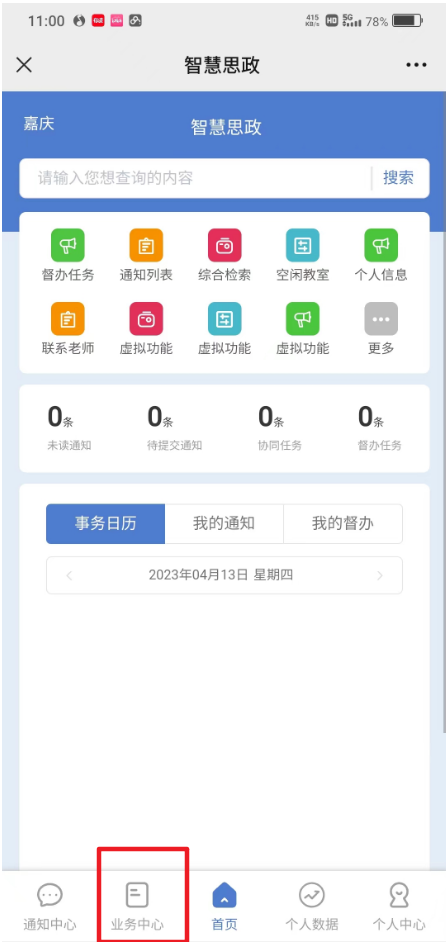 11:00 415 KB/s HD 5G 78%
智慧思政
嘉庆 智慧思政
请输入您想查询的内容 搜索
督办任务 通知列表 综合检索 空闲教室 个人信息
联系老师 虚拟功能 虚拟功能 虚拟功能 更多
0条 0条 0条 0条
未读通知 待提交通知 协同任务 督办任务
事务日历 我的通知 我的督办
< 2023年04月13日 星期四 >
通知中心 业务中心 首页 个人数据 个人中心